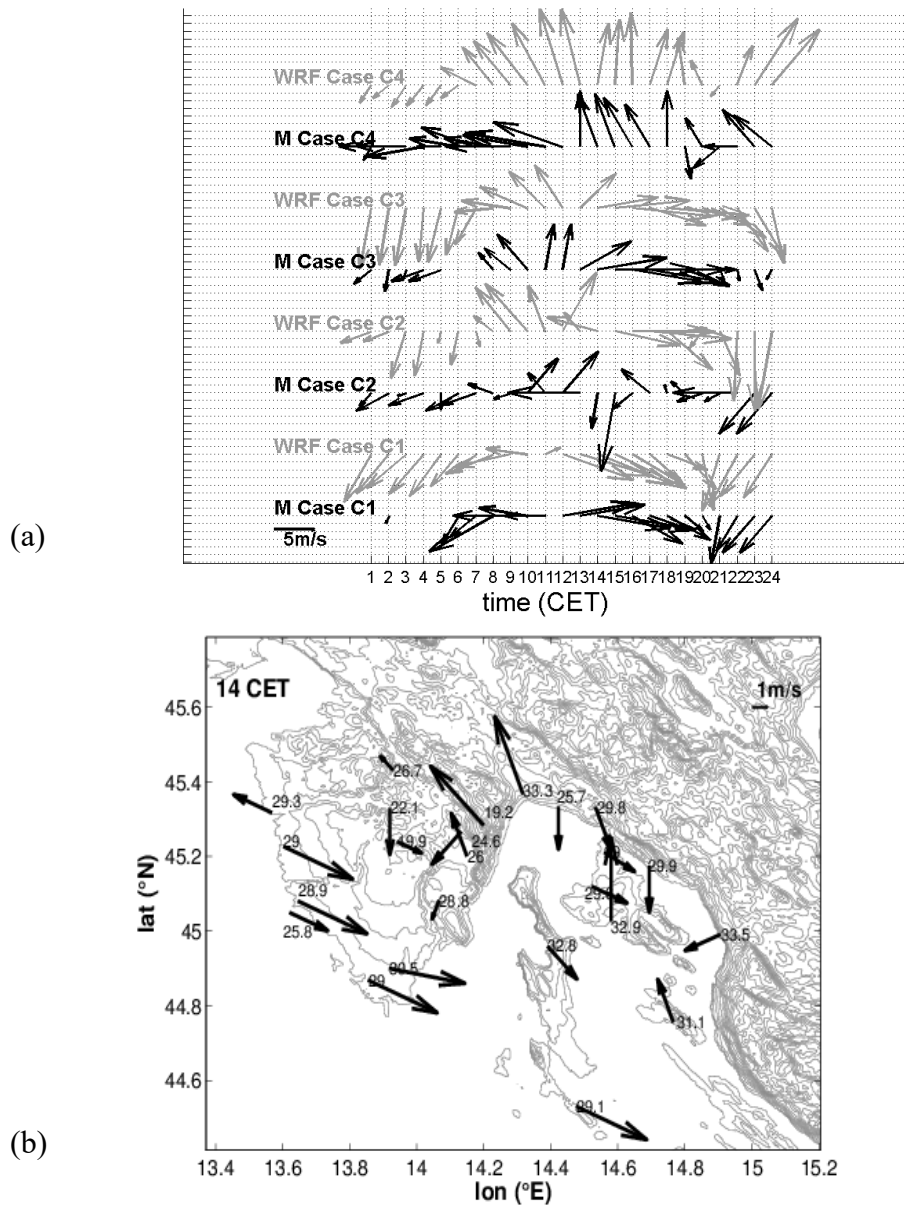 WRF Case C4
M Case C4
WRF Case C3
M Case C3
WRF Case C2
M Case C2
WRF Case C1
M Case C1
(a)
5m/s
1 2 3 4 5 6 7 8 9 10 11 12 13 14 15 16 17 18 19 20 21 22 23 24
time (CET)
14 CET
1m/s
45.6
26.7
33.3
29.3
25.7
22.1
19.2
29.8
45.2
19.9
24.6
29
26
29.9
28.9
28.8
lat (°N)
25.8
32.9
45
33.5
32.8
30.5
29
44.8
31.1
45.4
44.6
29.1
(b)
13.4 13.6 13.8 14 14.2 14.4 14.6 14.8 15 15.2
lon (°E)